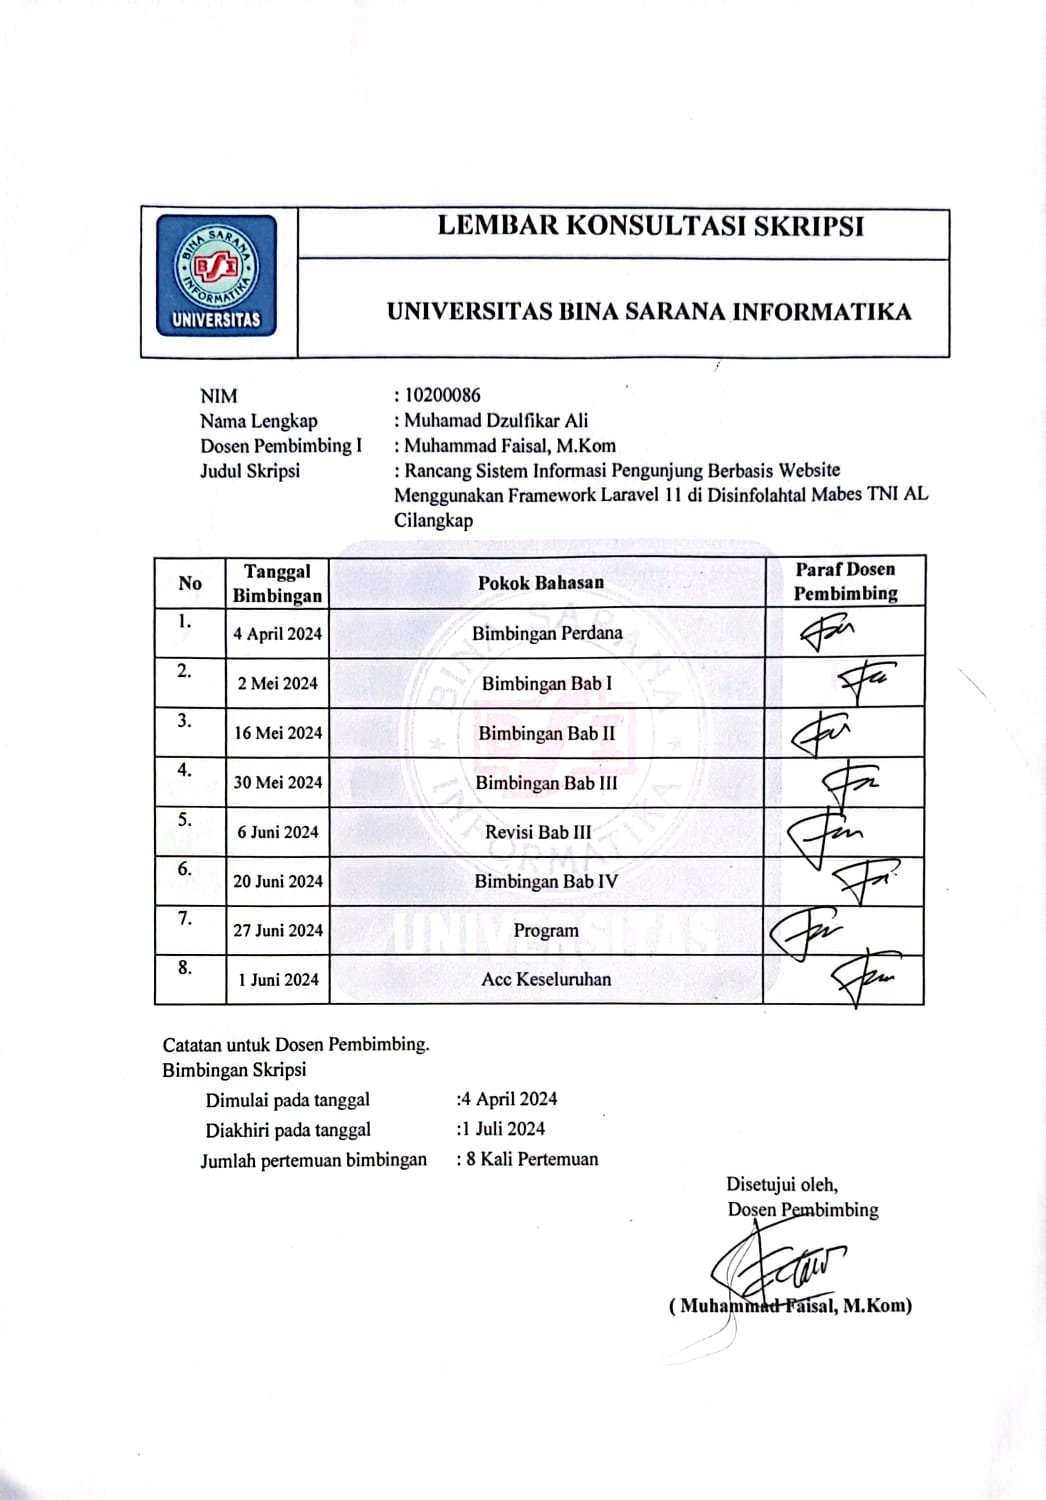 LEMBAR KONSULTASI SKRIPSI
BINA SARANA
BSI
INFORMATIKA
UNIVERSITAS
UNIVERSITAS BINA SARANA INFORMATIKA
NIM : 10200086
Nama Lengkap : Muhamad Dzulfikar Ali
Dosen Pembimbing I : Muhammad Faisal, M.Kom
Judul Skripsi : Rancang Sistem Informasi Pengunjung Berbasis Website
Menggunakan Framework Laravel 11 di Disinfolahtal Mabes TNI AL
Cilangkap
No Tanggal Bimbingan Pokok Bahasan Paraf Dosen Pembimbing
1. 4 April 2024 Bimbingan Perdana
2. 2 Mei 2024 Bimbingan Bab I
3. 16 Mei 2024 Bimbingan Bab II
4. 30 Mei 2024 Bimbingan Bab III
5. 6 Juni 2024 Revisi Bab III
6. 20 Juni 2024 Bimbingan Bab IV
7. 27 Juni 2024 Program
8. 1 Juni 2024 Acc Keseluruhan
BINA SARANA
BSI
INFORMATIKA
UNIVERSITAS
Catatan untuk Dosen Pembimbing.
Bimbingan Skripsi
Dimulai pada tanggal :4 April 2024
Diakhiri pada tanggal :1 Juli 2024
Jumlah pertemuan bimbingan : 8 Kali Pertemuan
Disetujui oleh,
Dosen Pembimbing
( Muhammad Faisal, M.Kom)